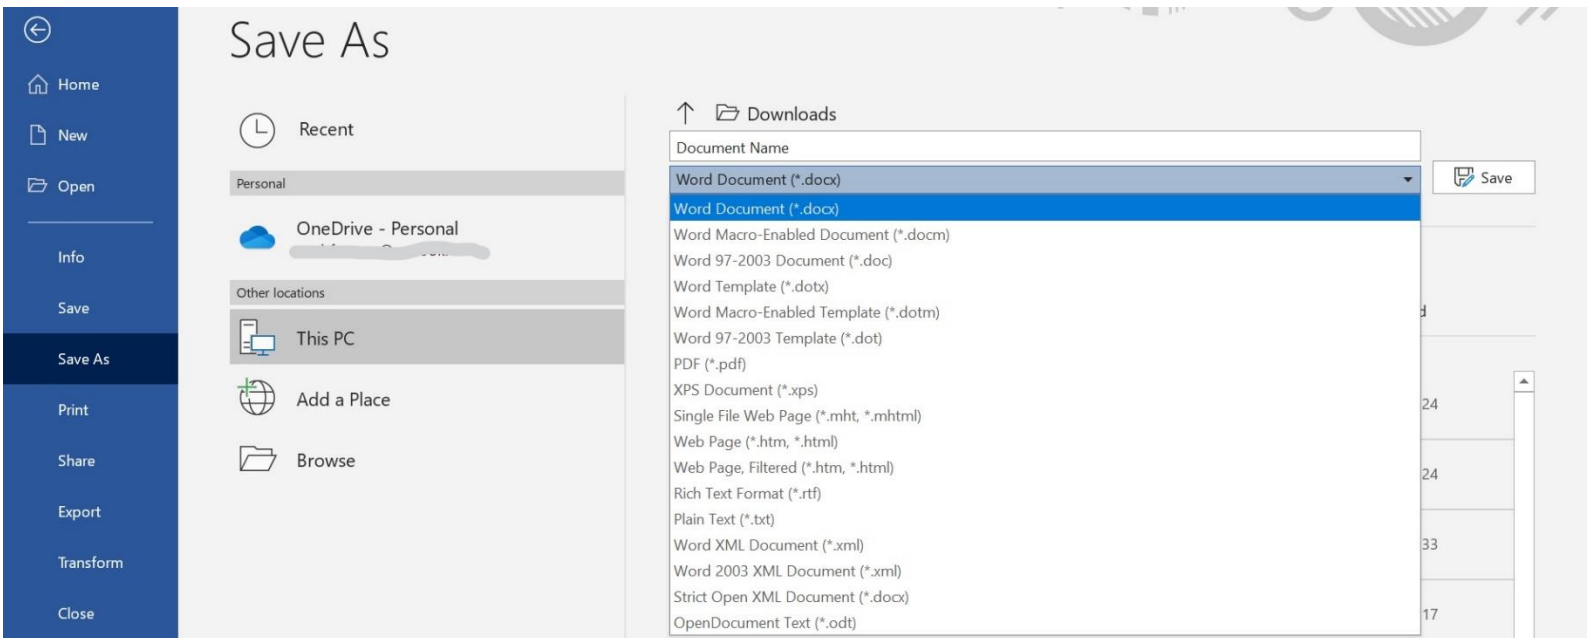 Save As
Home
New
Open
Info
Save
Save As
Print
Share
Export
Transform
Close
Recent
Personal
OneDrive - Personal
Other locations
This PC
Add a Place
Browse
Downloads
Document Name
Word Document (*.docx)
Save
Word Document (*.docx)
Word Macro-Enabled Document (*.docm)
Word 97-2003 Document (*.doc)
Word Template (*.dotx)
Word Macro-Enabled Template (*.dotm)
Word 97-2003 Template (*.dot)
PDF (*.pdf)
XPS Document (*.xps)
Single File Web Page (*.mht, *.mhtml)
Web Page (*.htm, *.html)
Web Page, Filtered (*.htm, *.html)
Rich Text Format (*.rtf)
Plain Text (*.txt)
Word XML Document (*.xml)
Word 2003 XML Document (*.xml)
Strict Open XML Document (*.docx)
OpenDocument Text (*.odt)
24
24
33
17